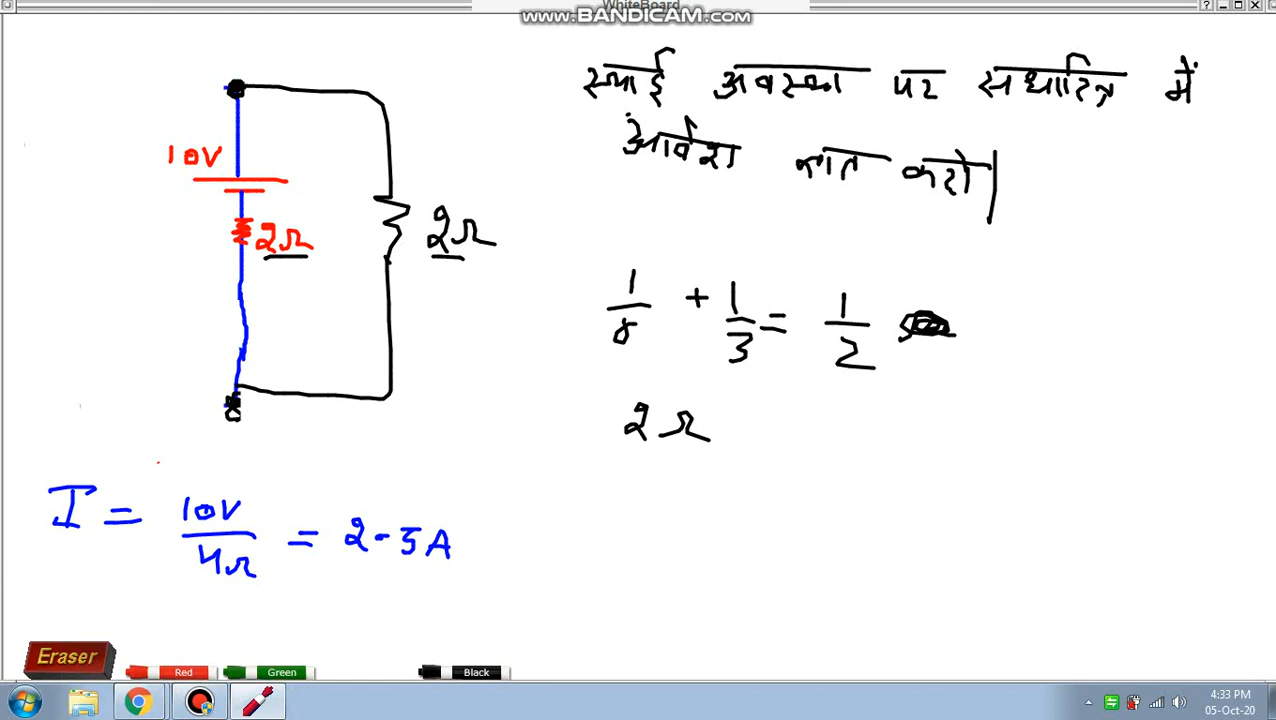 WhiteBoard
www.BANDICAM.com
स्थाई अवस्था पर संधारित्र में
आवेश ज्ञात करो|
10V
2Ω
2Ω
1/8 + 1/3 = 1/2
2Ω
I = 10V/4Ω = 2.5A
Eraser
Red
Green
Black
4:33 PM
05-Oct-20